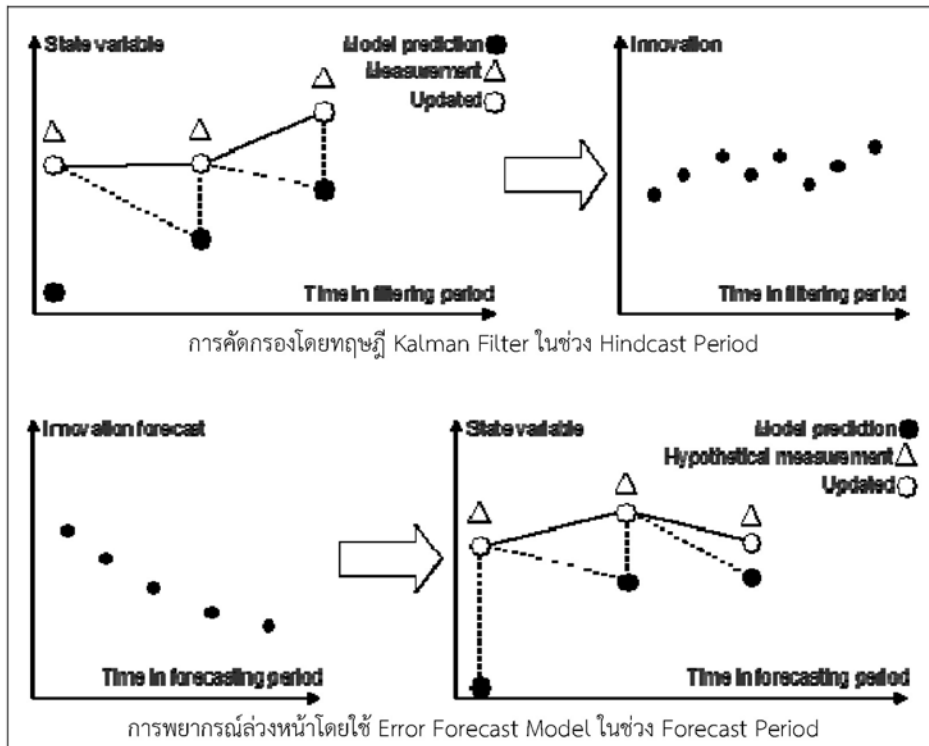 State variable
Model prediction
Measurement
Updated
Time in filtering period
Innovation
Time in filtering period
การคัดกรองโดยทฤษฎี Kalman Filter ในช่วง Hindcast Period
Innovation forecast
Time in forecasting period
State variable
Model prediction
Hypothetical measurement
Updated
Time in forecasting period
การพยากรณ์ล่วงหน้าโดยใช้ Error Forecast Model ในช่วง Forecast Period